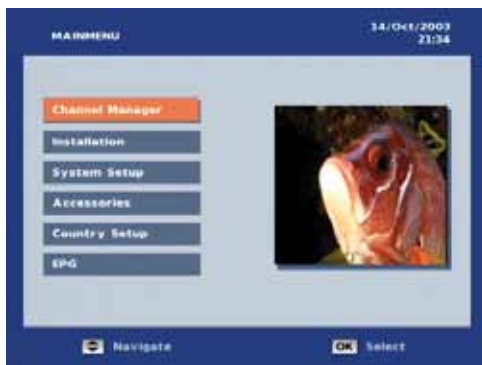 MAINMENU
14/Oct/2003
21:34
Channel Manager
Installation
System Setup
Accessories
Country Setup
EPG
Navigate
OK Select